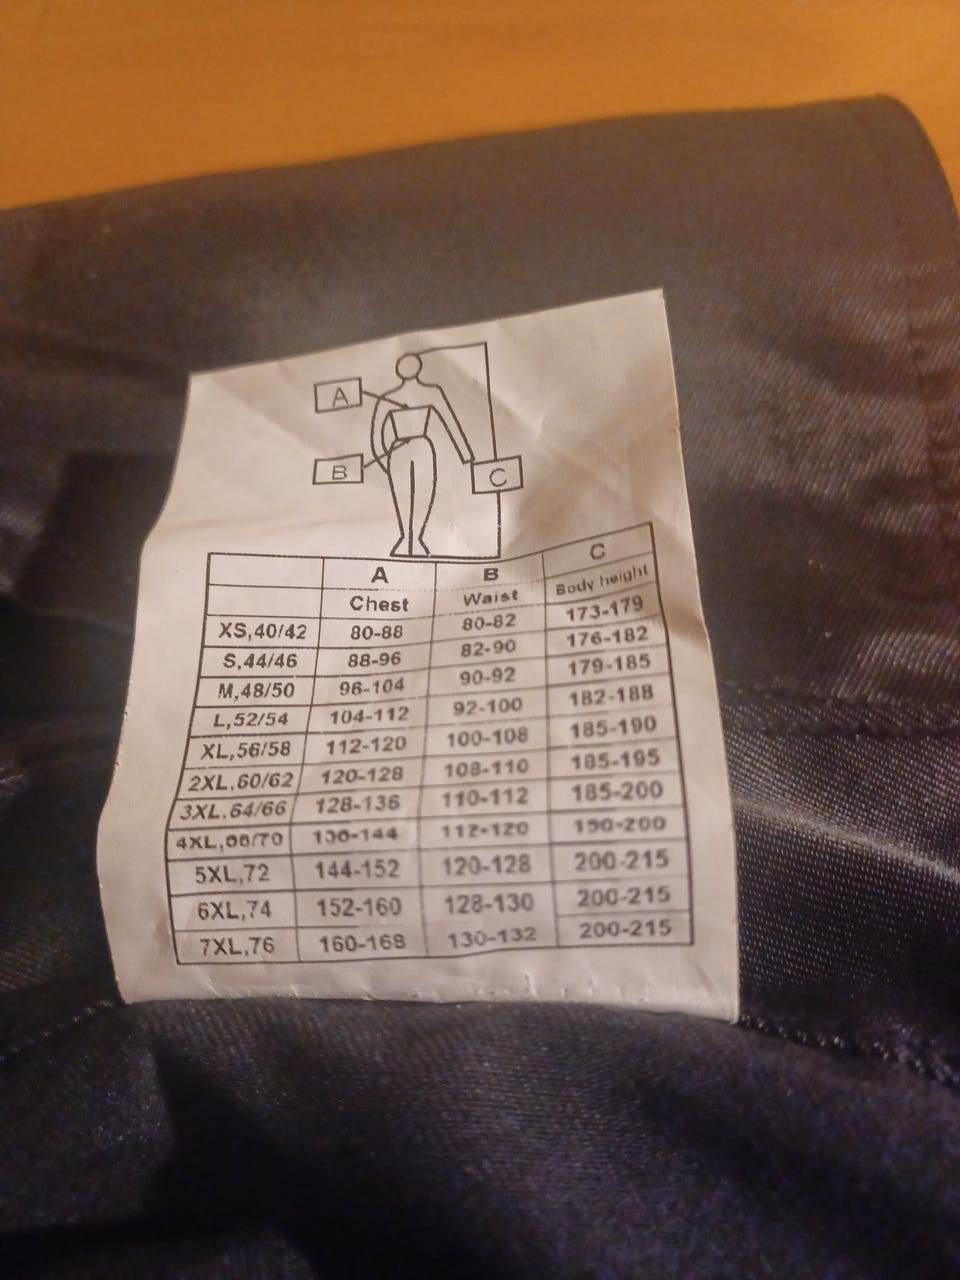 A
B
C
A B C
Chest Waist Body height
XS,40/42 80-88 80-82 173-179
S,44/46 88-96 82-90 176-182
M,48/50 96-104 90-92 179-185
L,52/54 104-112 92-100 182-188
XL,56/58 112-120 100-108 185-190
2XL,60/62 120-128 108-110 185-195
3XL,64/66 128-136 110-112 185-200
4XL,68/70 136-144 112-120 190-200
5XL,72 144-152 120-128 200-215
6XL,74 152-160 128-130 200-215
7XL,76 160-168 130-132 200-215